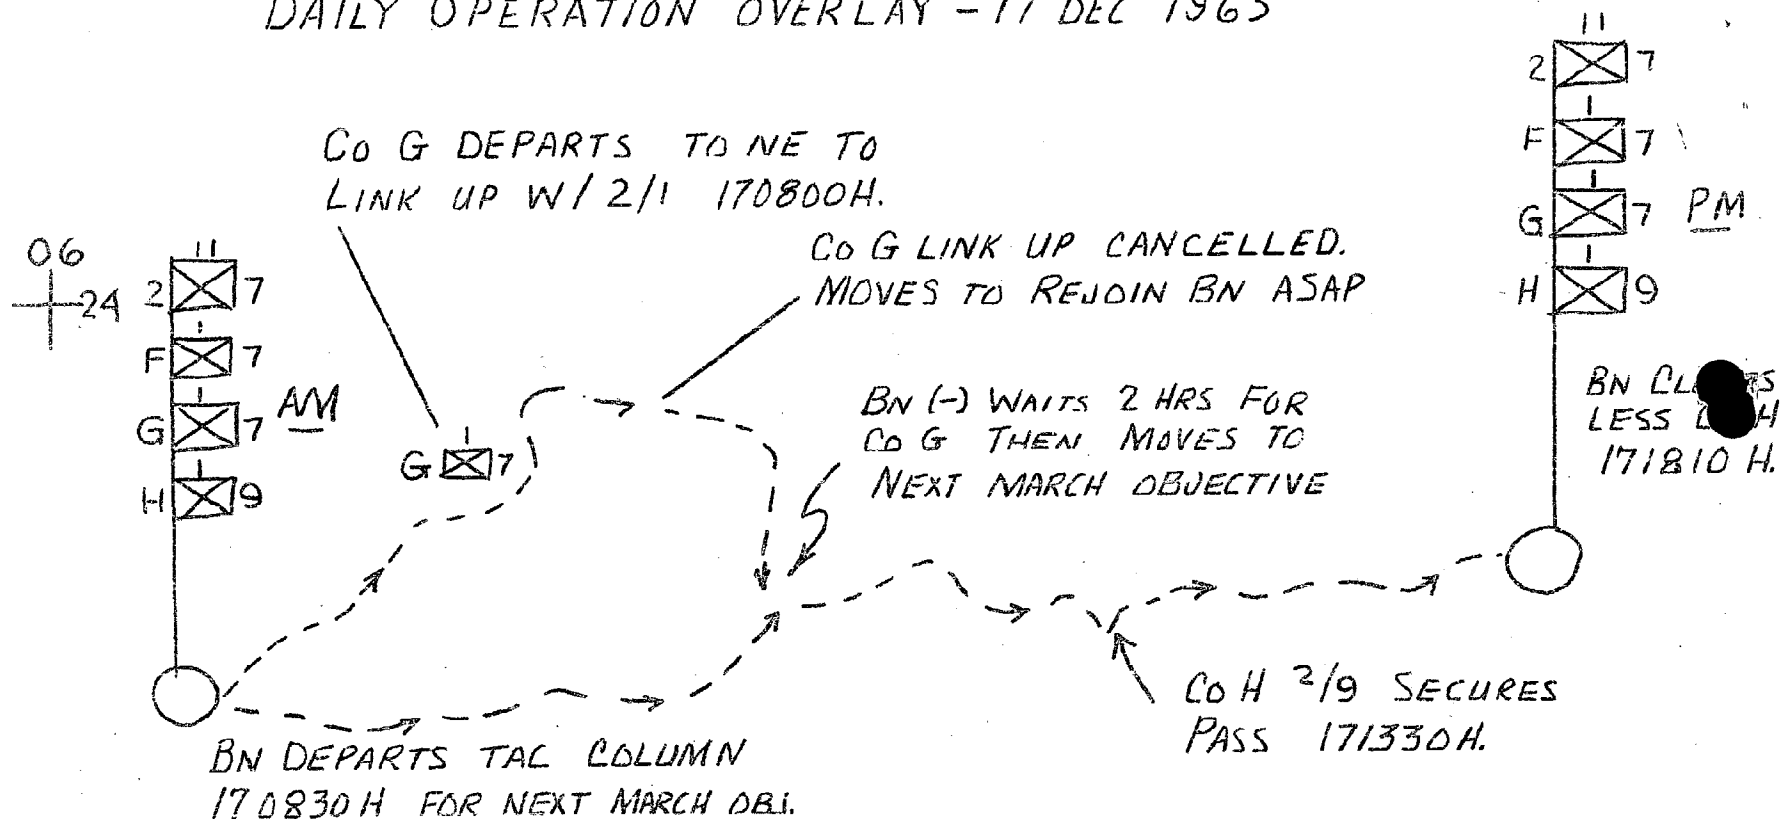 DAILY OPERATION OVERLAY - 17 DEC 1965
Co G DEPARTS TO NE TO
LINK UP W/ 2/1 170800H.
06
24
2 7
F 7
G 7
H 9
AM
G 7
Co G LINK UP CANCELLED.
MOVES TO REJOIN BN ASAP
BN (-) WAITS 2 HRS FOR
Co G THEN MOVES TO
NEXT MARCH OBJECTIVE
2 7
F 7
G 7
H 9
PM
BN
LESS H
171810 H.
Co H 2/9 SECURES
PASS 171330H.
BN DEPARTS TAC COLUMN
170830H FOR NEXT MARCH OBJ.